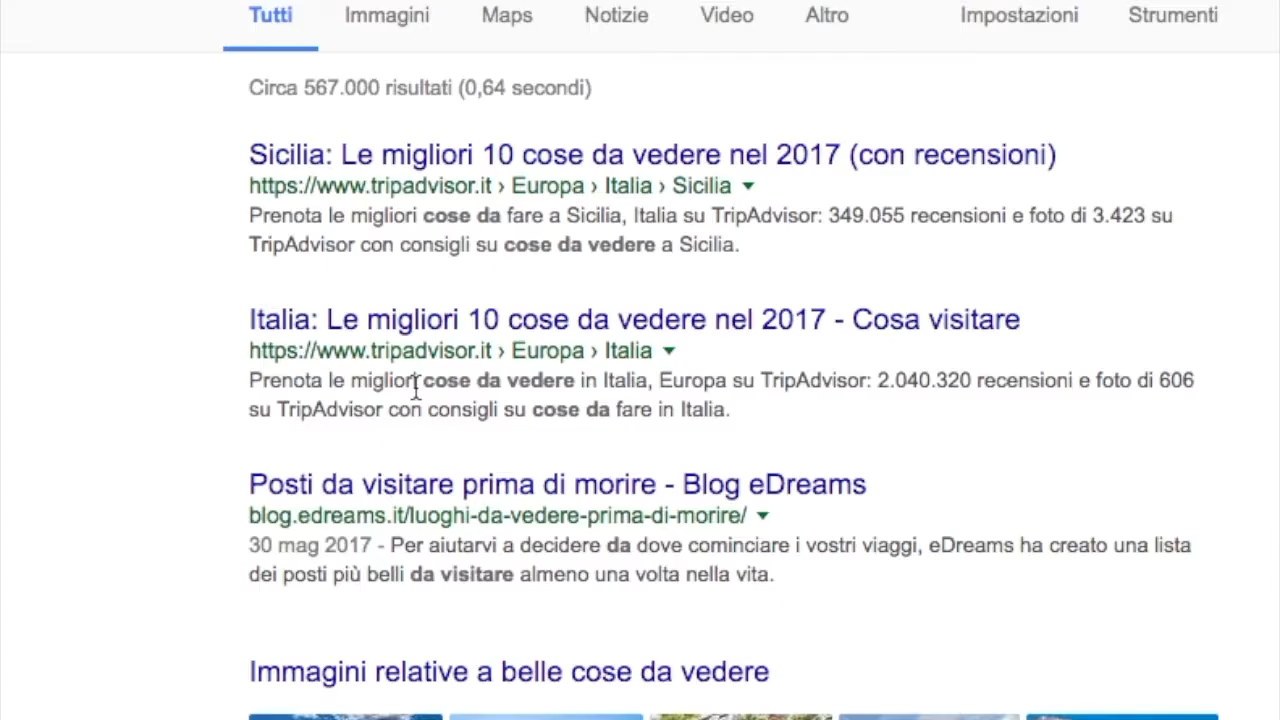 Tutti Immagini Maps Notizie Video Altro Impostazioni Strumenti
Circa 567.000 risultati (0,64 secondi)
Sicilia: Le migliori 10 cose da vedere nel 2017 (con recensioni)
https://www.tripadvisor.it › Europa › Italia › Sicilia
Prenota le migliori cose da fare a Sicilia, Italia su TripAdvisor: 349.055 recensioni e foto di 3.423 su
TripAdvisor con consigli su cose da vedere a Sicilia.
Italia: Le migliori 10 cose da vedere nel 2017 - Cosa visitare
https://www.tripadvisor.it › Europa › Italia
Prenota le migliori cose da vedere in Italia, Europa su TripAdvisor: 2.040.320 recensioni e foto di 606
su TripAdvisor con consigli su cose da fare in Italia.
Posti da visitare prima di morire - Blog eDreams
blog.edreams.it/luoghi-da-vedere-prima-di-morire/
30 mag 2017 - Per aiutarvi a decidere da dove cominciare i vostri viaggi, eDreams ha creato una lista
dei posti più belli da visitare almeno una volta nella vita.
Immagini relative a belle cose da vedere